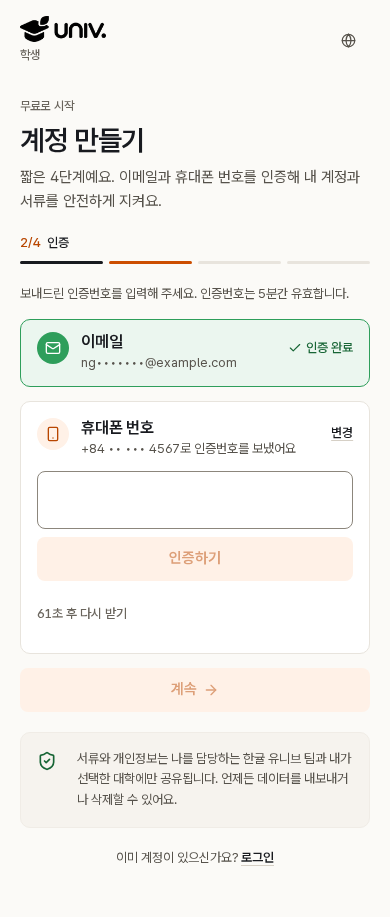 UNIV.
학생
무료로 시작
계정 만들기
짧은 4단계예요. 이메일과 휴대폰 번호를 인증해 내 계정과
서류를 안전하게 지켜요.
2/4 인증
보내드린 인증번호를 입력해 주세요. 인증번호는 5분간 유효합니다.
이메일
ng•••••••@example.com
인증 완료
휴대폰 번호
+84 •• ••• 4567로 인증번호를 보냈어요
변경
인증하기
61초 후 다시 받기
계속 →
서류와 개인정보는 나를 담당하는 한글 유니브 팀과 내가
선택한 대학에만 공유됩니다. 언제든 데이터를 내보내거
나 삭제할 수 있어요.
이미 계정이 있으신가요? 로그인